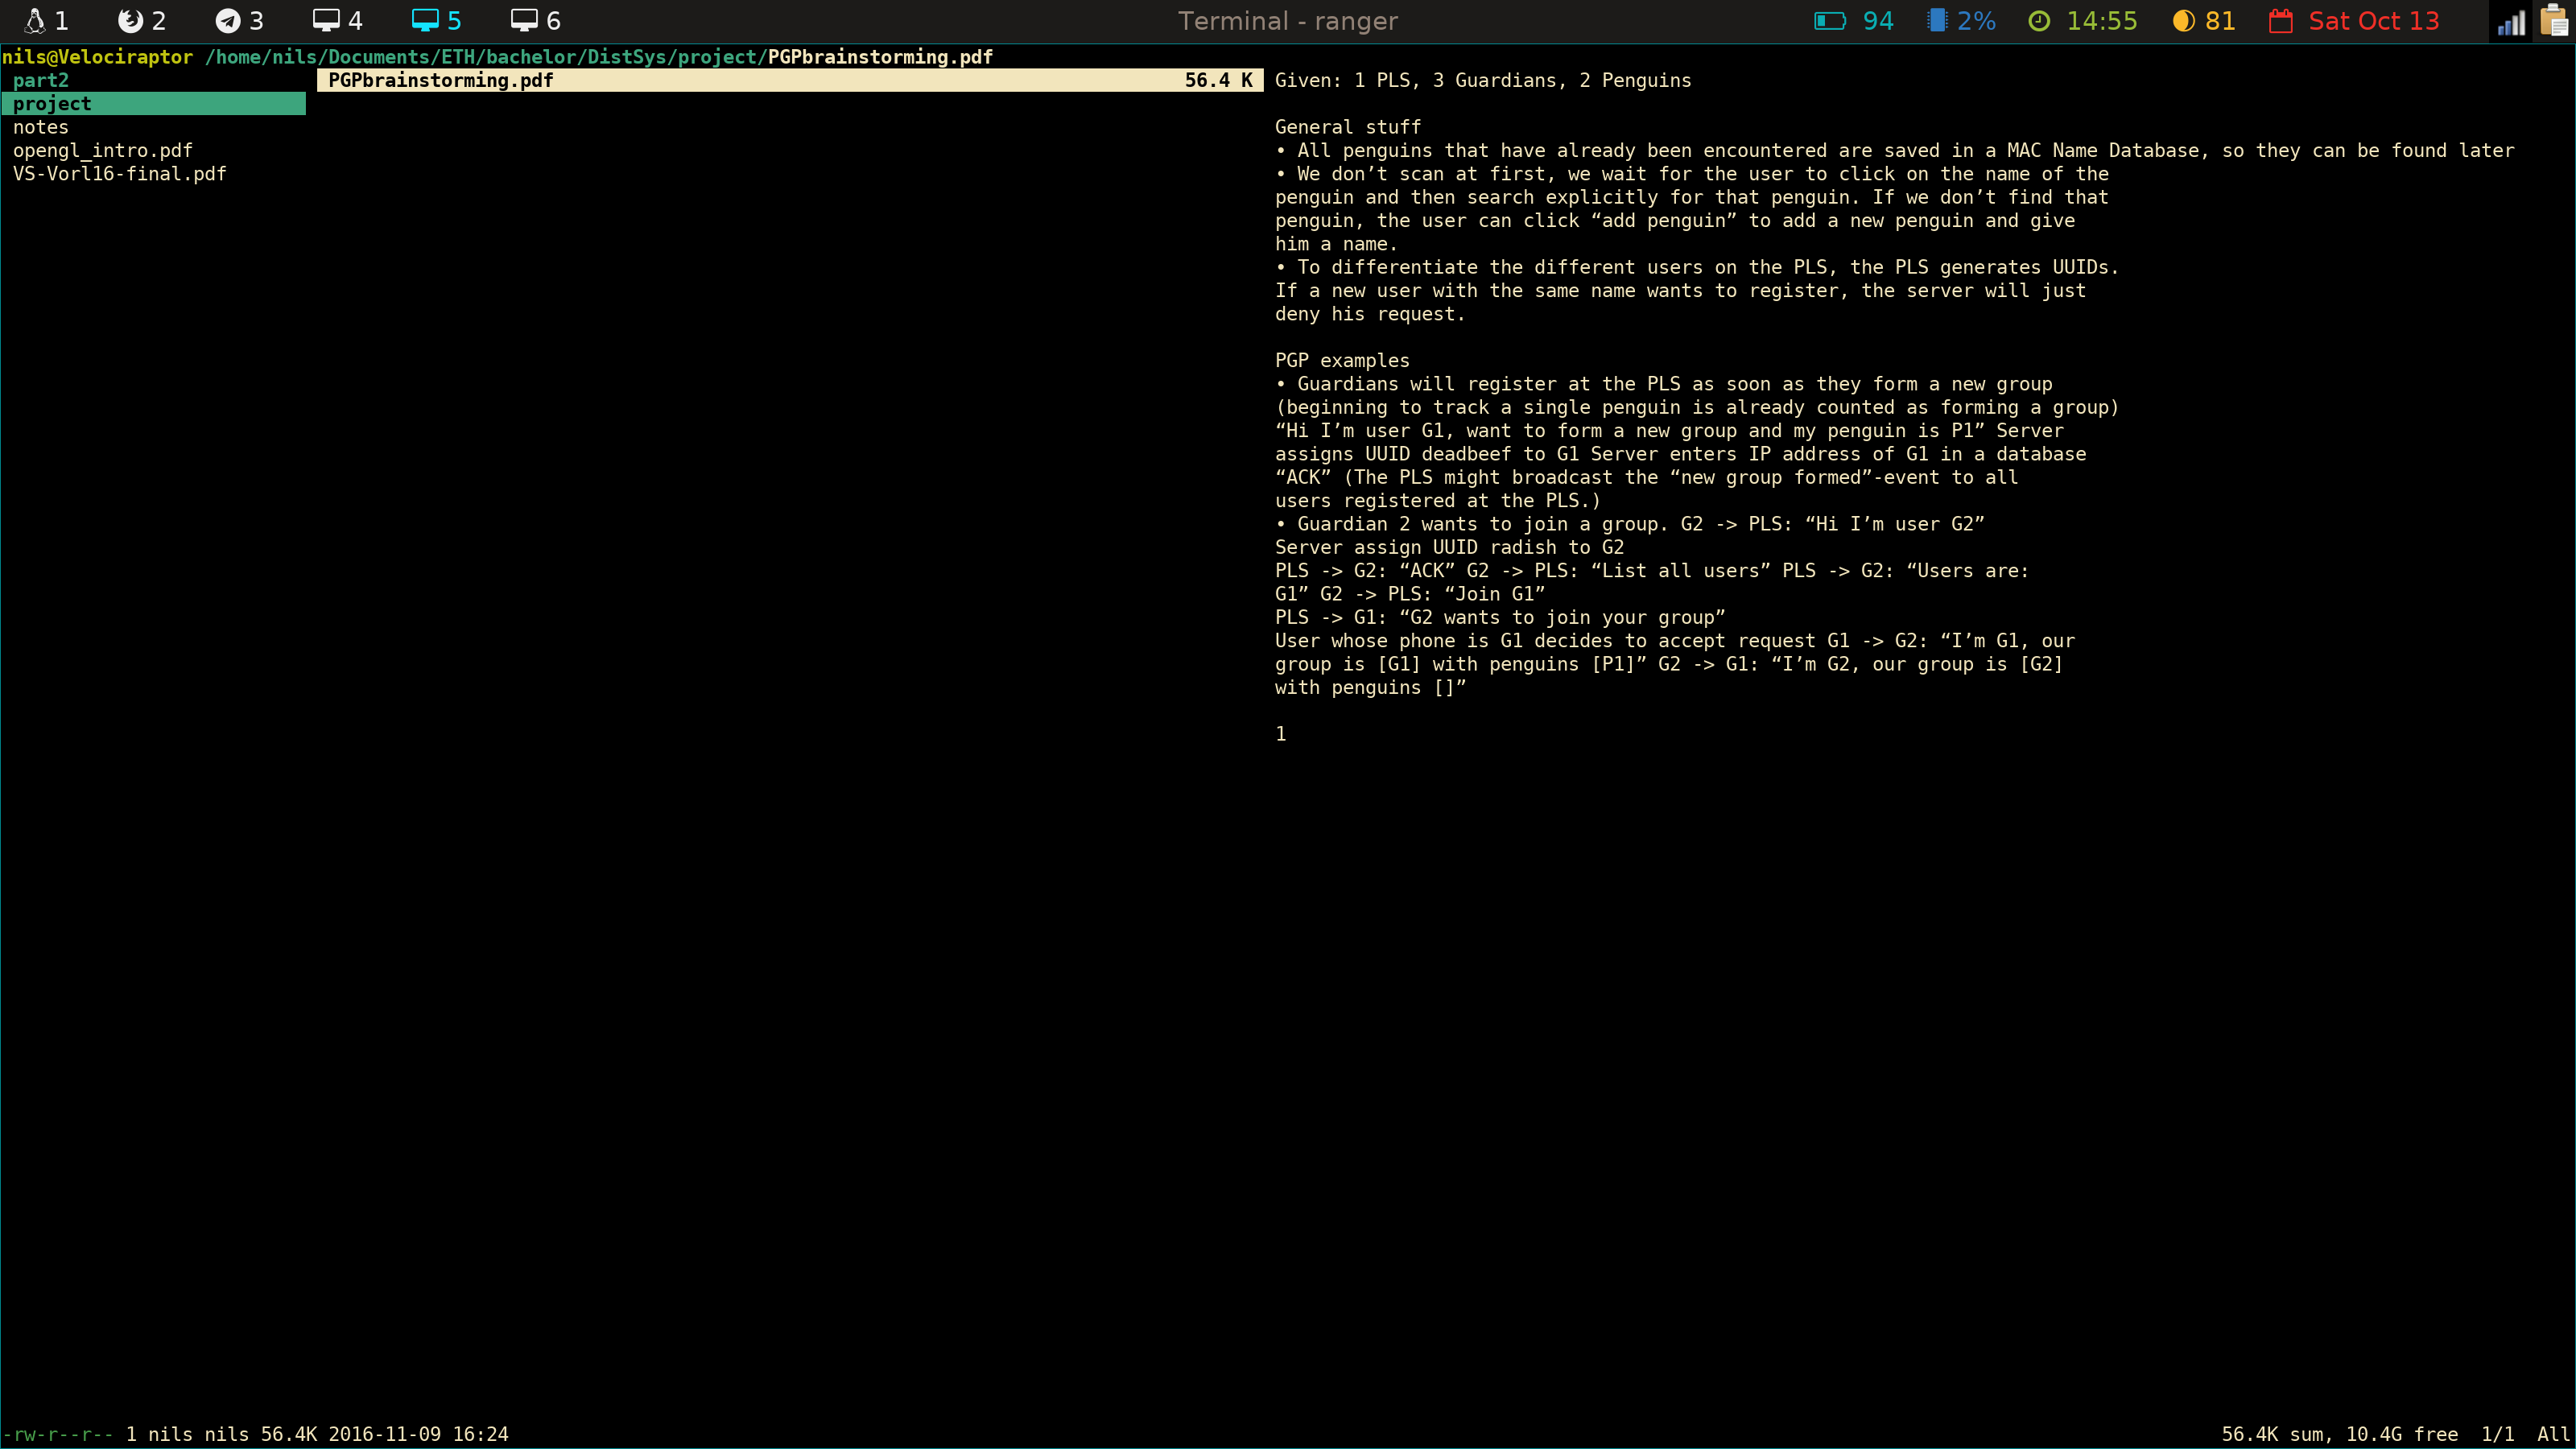 1 2 3 4 5 6 Terminal - ranger 94 2% 14:55 81 Sat Oct 13
nils@Velociraptor /home/nils/Documents/ETH/bachelor/DistSys/project/PGPbrainstorming.pdf
part2
project
notes
opengl_intro.pdf
VS-Vorl16-final.pdf
PGPbrainstorming.pdf 56.4 K
Given: 1 PLS, 3 Guardians, 2 Penguins
General stuff
• All penguins that have already been encountered are saved in a MAC Name Database, so they can be found later
• We don’t scan at first, we wait for the user to click on the name of the
penguin and then search explicitly for that penguin. If we don’t find that
penguin, the user can click “add penguin” to add a new penguin and give
him a name.
• To differentiate the different users on the PLS, the PLS generates UUIDs.
If a new user with the same name wants to register, the server will just
deny his request.
PGP examples
• Guardians will register at the PLS as soon as they form a new group
(beginning to track a single penguin is already counted as forming a group)
“Hi I’m user G1, want to form a new group and my penguin is P1” Server
assigns UUID deadbeef to G1 Server enters IP address of G1 in a database
“ACK” (The PLS might broadcast the “new group formed”-event to all
users registered at the PLS.)
• Guardian 2 wants to join a group. G2 -> PLS: “Hi I’m user G2”
Server assign UUID radish to G2
PLS -> G2: “ACK” G2 -> PLS: “List all users” PLS -> G2: “Users are:
G1” G2 -> PLS: “Join G1”
PLS -> G1: “G2 wants to join your group”
User whose phone is G1 decides to accept request G1 -> G2: “I’m G1, our
group is [G1] with penguins [P1]” G2 -> G1: “I’m G2, our group is [G2]
with penguins []”
1
-rw-r--r-- 1 nils nils 56.4K 2016-11-09 16:24 56.4K sum, 10.4G free 1/1 All